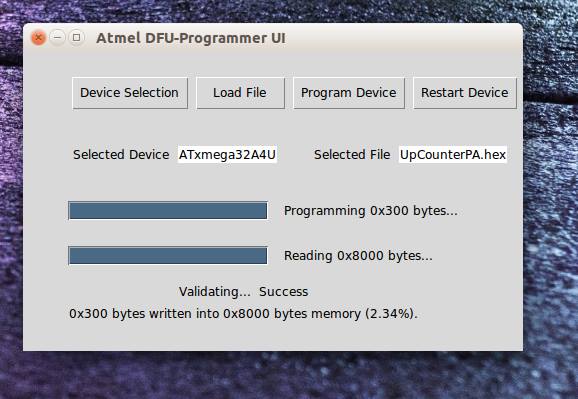 Atmel DFU-Programmer UI
Device Selection Load File Program Device Restart Device
Selected Device ATxmega32A4U Selected File UpCounterPA.hex
Programming 0x300 bytes...
Reading 0x8000 bytes...
Validating... Success
0x300 bytes written into 0x8000 bytes memory (2.34%).